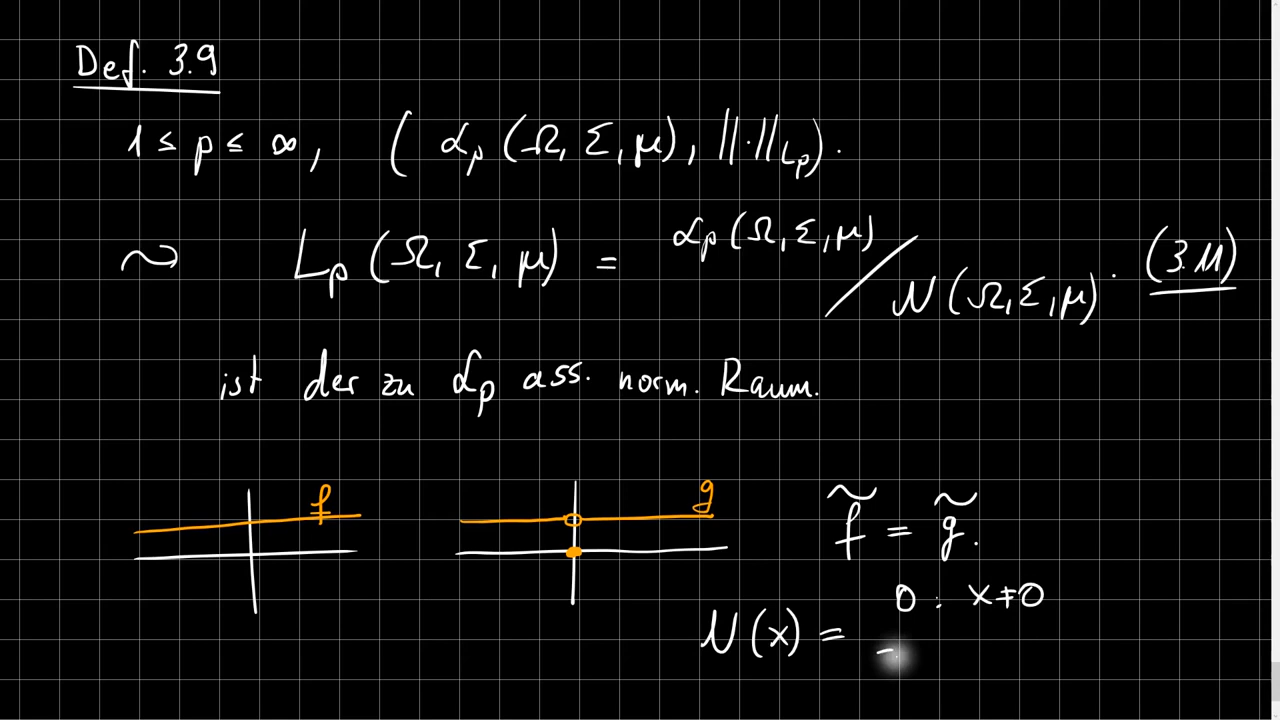 Def. 3.9
1 ≤ p ≤ ∞, ( ℒp (Ω, Σ, μ), ||·||Lp).
⇝ Lp (Ω, Σ, μ) = ℒp (Ω, Σ, μ) / 𝒩 (Ω, Σ, μ). (3.11)
ist der zu ℒp ass. norm. Raum.
f g f̃ = g̃.
0 : x ≠ 0
𝒩(x) = -